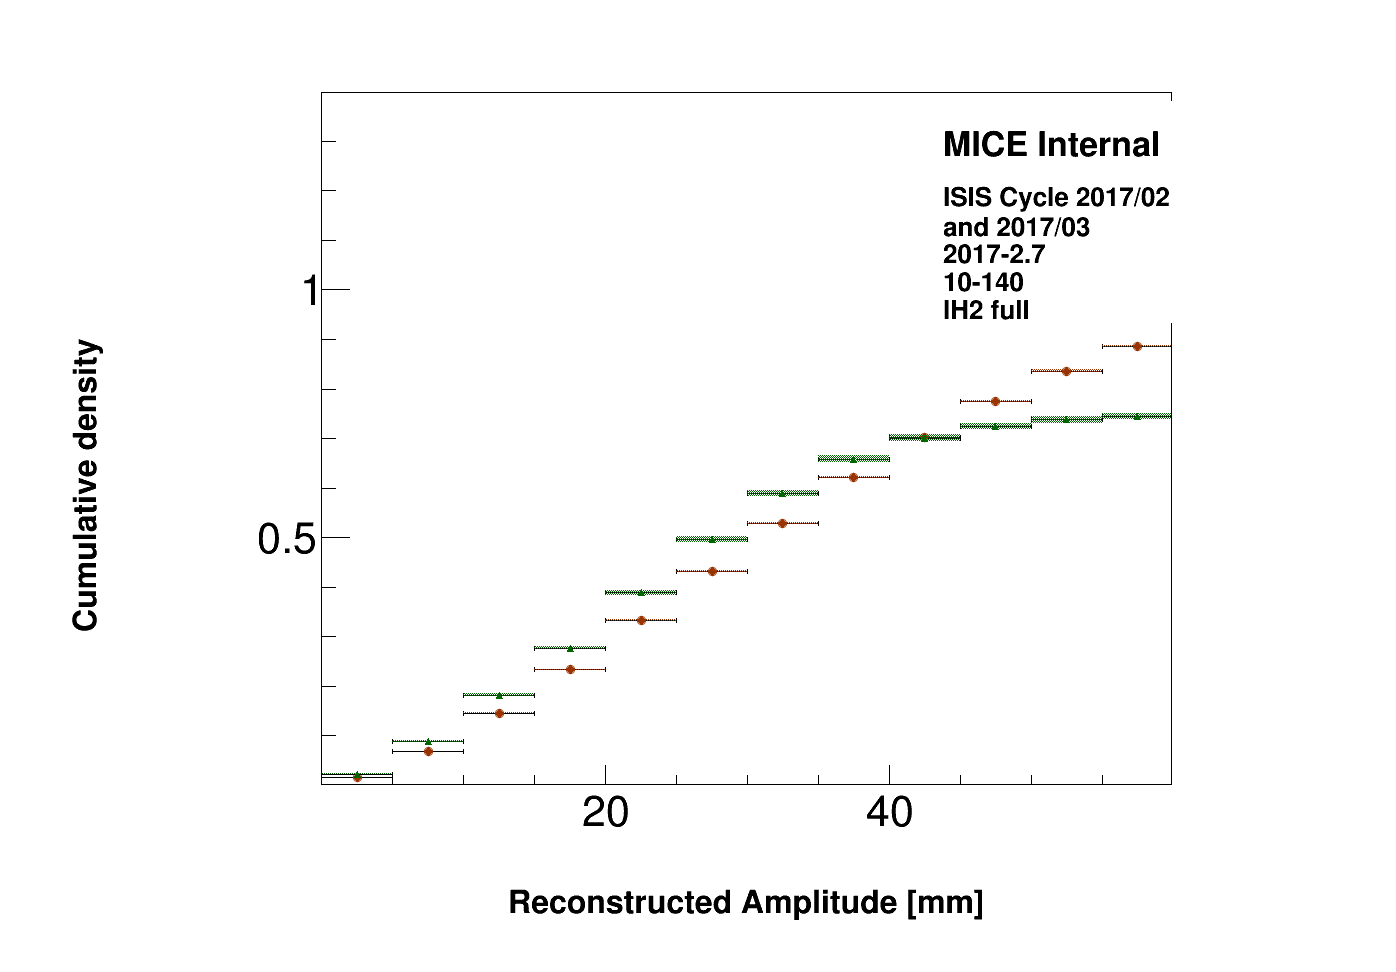 MICE Internal
ISIS Cycle 2017/02
and 2017/03
2017-2.7
10-140
IH2 full
1
0.5
Cumulative density
20
40
Reconstructed Amplitude [mm]